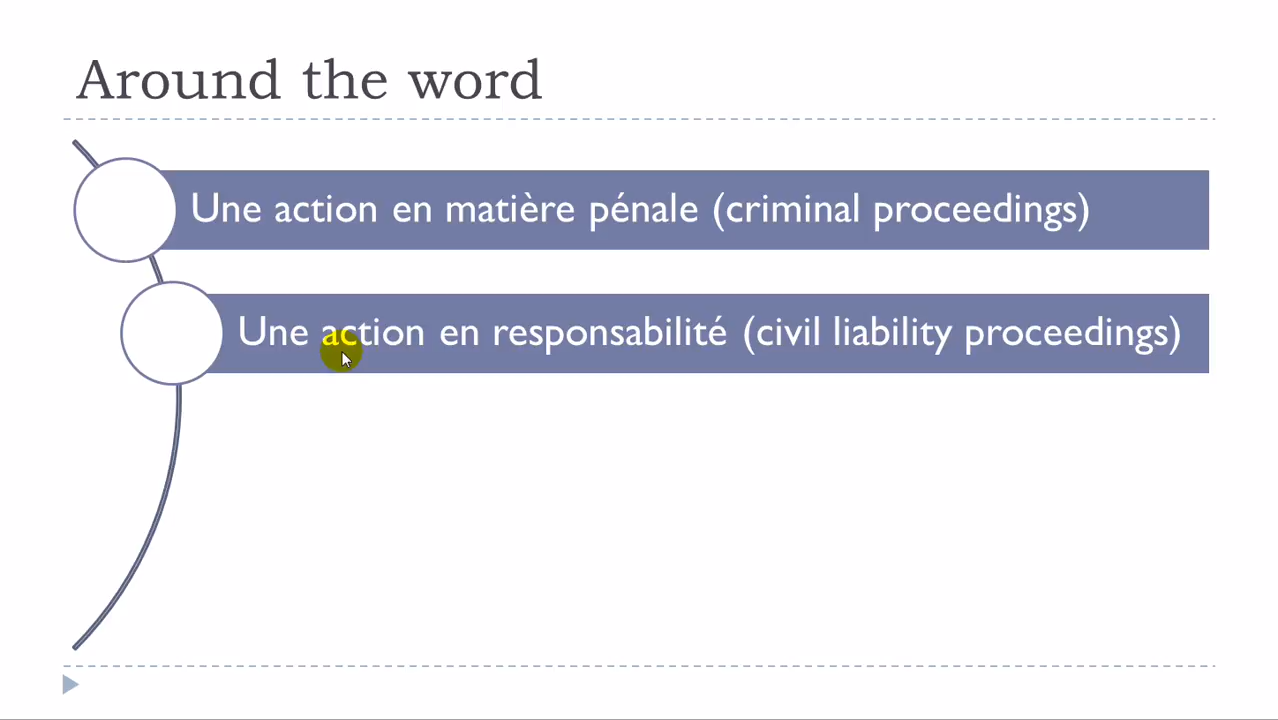 Around the word
Une action en matière pénale (criminal proceedings)
Une action en responsabilité (civil liability proceedings)